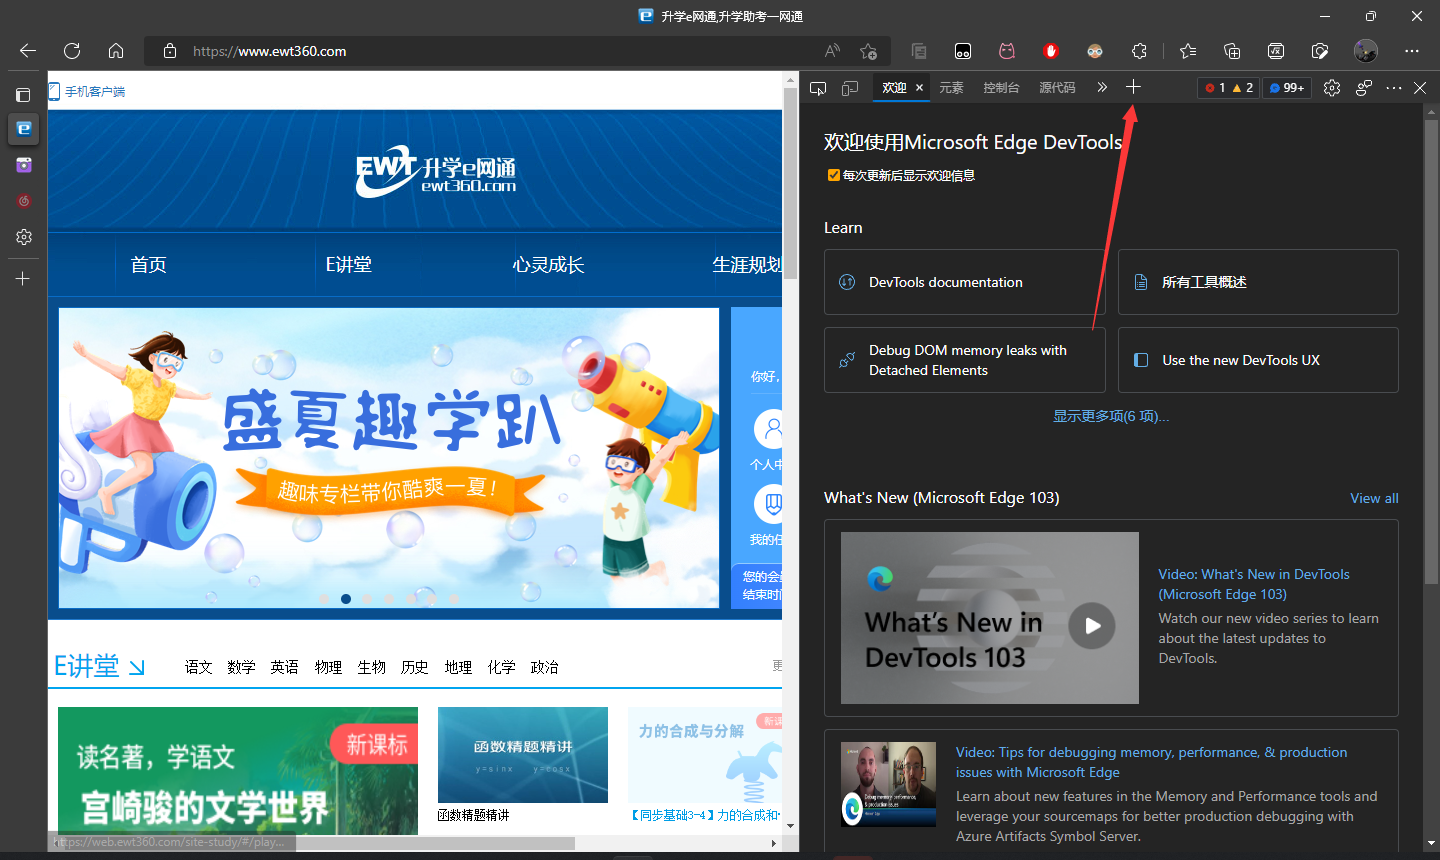 升学e网通,升学助考一网通
https://www.ewt360.com
手机客户端
EWT 升学e网通
ewt360.com
首页 E讲堂 心灵成长 生涯规划
盛夏趣学趴
趣味专栏带你酷爽一夏！
你好，
个人中
我的任
您的会员
结束时间
E讲堂
语文 数学 英语 物理 生物 历史 地理 化学 政治
更
读名著，学语文
新课标
宫崎骏的文学世界
函数精题精讲
y=sinx y=cosx
函数精题精讲
力的合成与分解
新课
【同步基础3-4】力的合成和
https://web.ewt360.com/site-study/#/play...
欢迎 元素 控制台 源代码
1 2 99+
欢迎使用Microsoft Edge DevTools
每次更新后显示欢迎信息
Learn
DevTools documentation
所有工具概述
Debug DOM memory leaks with
Detached Elements
Use the new DevTools UX
显示更多项(6 项)...
What's New (Microsoft Edge 103)
View all
What's New in
DevTools 103
Video: What's New in DevTools
(Microsoft Edge 103)
Watch our new video series to learn
about the latest updates to
DevTools.
Video: Tips for debugging memory, performance, & production
issues with Microsoft Edge
Learn about new features in the Memory and Performance tools and
leverage your sourcemaps for better production debugging with
Azure Artifacts Symbol Server.
Debug memory, performance,
& production issues